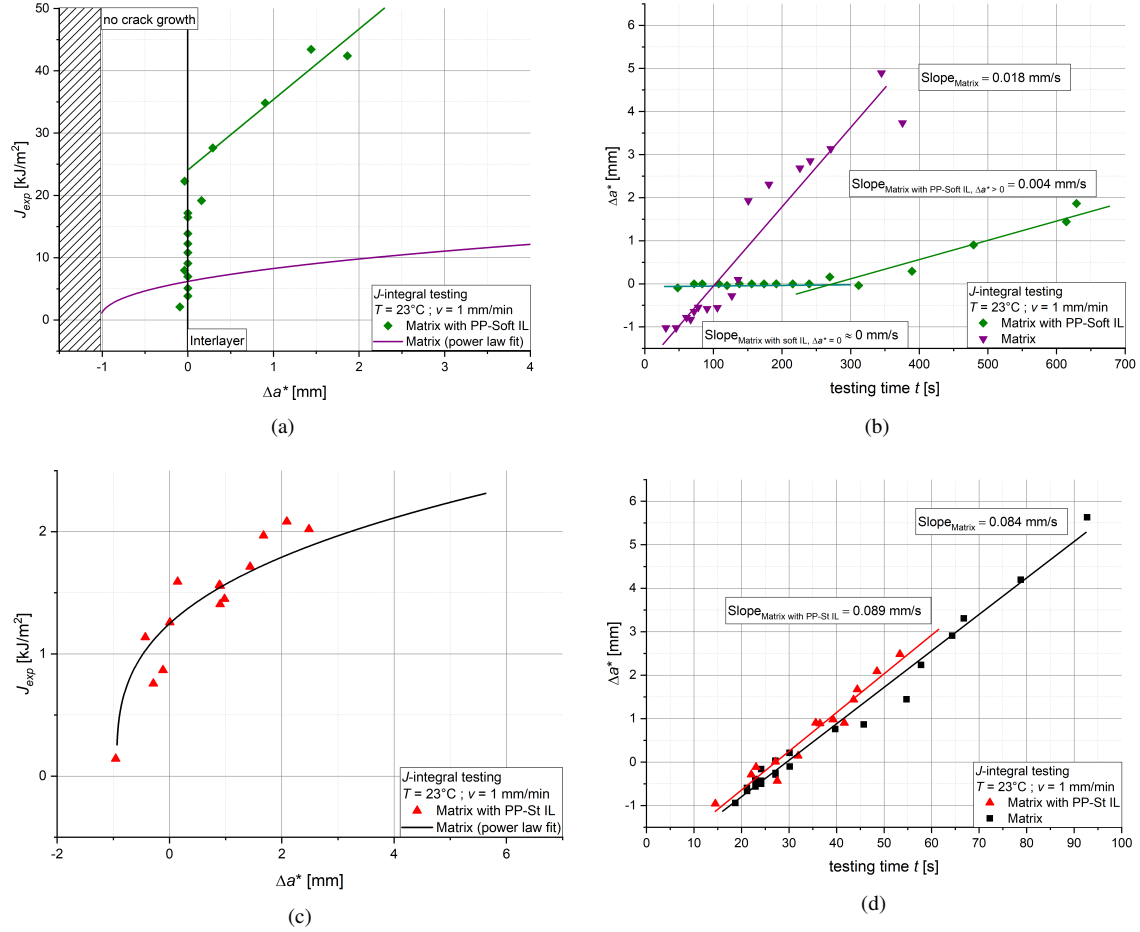 no crack growth
50
40
30
20
10
0
J_exp [kJ/m²]
-1
0
1
2
3
4
Δa* [mm]
Interlayer
J-integral testing
T = 23°C ; v = 1 mm/min
Matrix with PP-Soft IL
Matrix (power law fit)
(a)
6
5
4
3
2
1
0
-1
Δa* [mm]
Slope_Matrix = 0.018 mm/s
Slope_Matrix with PP-Soft IL, Δa* > 0 = 0.004 mm/s
Slope_Matrix with soft IL, Δa* = 0 ≈ 0 mm/s
J-integral testing
T = 23°C ; v = 1 mm/min
Matrix with PP-Soft IL
Matrix
0
100
200
300
400
500
600
700
testing time t [s]
(b)
2
1
0
J_exp [kJ/m²]
J-integral testing
T = 23°C ; v = 1 mm/min
Matrix with PP-St IL
Matrix (power law fit)
-2
0
2
4
6
Δa* [mm]
(c)
6
5
4
3
2
1
0
-1
Δa* [mm]
Slope_Matrix = 0.084 mm/s
Slope_Matrix with PP-St IL = 0.089 mm/s
J-integral testing
T = 23°C ; v = 1 mm/min
Matrix with PP-St IL
Matrix
0
10
20
30
40
50
60
70
80
90
100
testing time t [s]
(d)